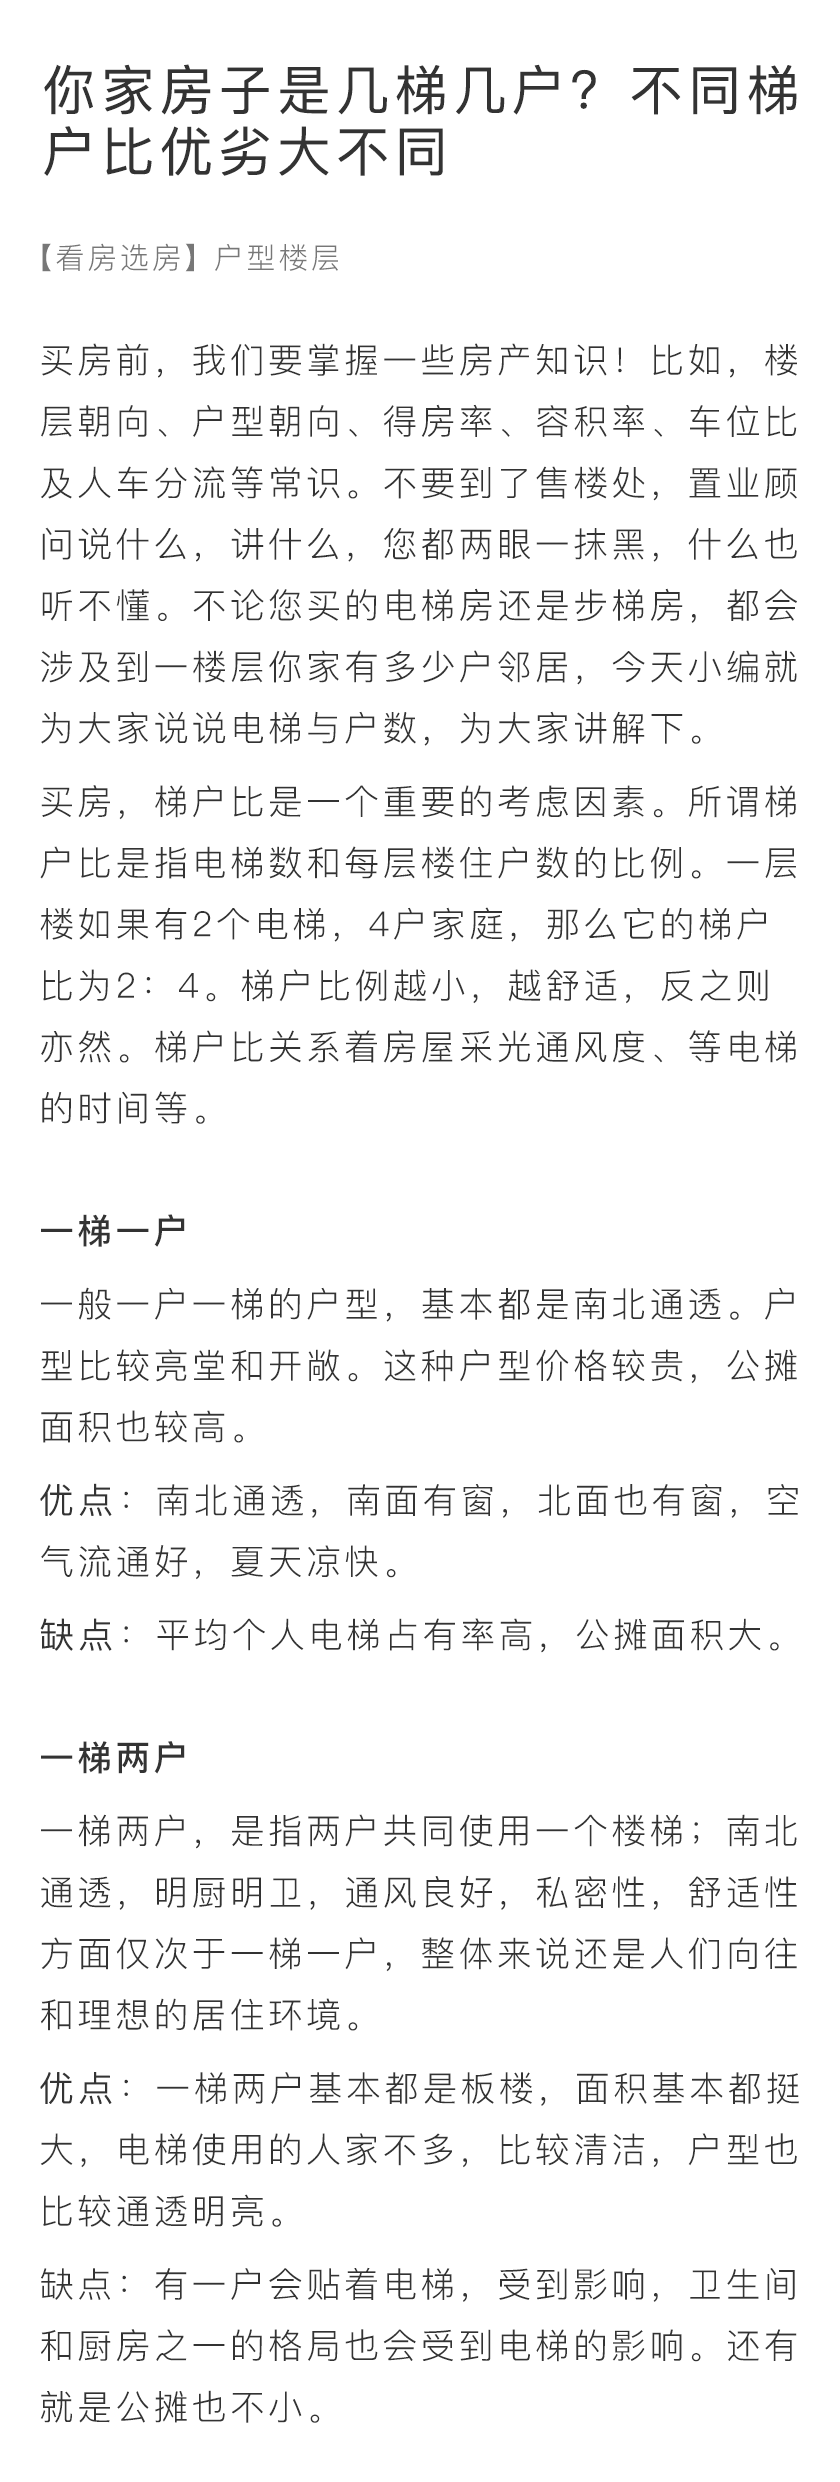 你家房子是几梯几户？不同梯
户比优劣大不同
【看房选房】户型楼层
买房前，我们要掌握一些房产知识！比如，楼
层朝向、户型朝向、得房率、容积率、车位比
及人车分流等常识。不要到了售楼处，置业顾
问说什么，讲什么，您都两眼一抹黑，什么也
听不懂。不论您买的电梯房还是步梯房，都会
涉及到一楼层你家有多少户邻居，今天小编就
为大家说说电梯与户数，为大家讲解下。
买房，梯户比是一个重要的考虑因素。所谓梯
户比是指电梯数和每层楼住户数的比例。一层
楼如果有2个电梯，4户家庭，那么它的梯户
比为2：4。梯户比例越小，越舒适，反之则
亦然。梯户比关系着房屋采光通风度、等电梯
的时间等。
一梯一户
一般一户一梯的户型，基本都是南北通透。户
型比较亮堂和开敞。这种户型价格较贵，公摊
面积也较高。
优点：南北通透，南面有窗，北面也有窗，空
气流通好，夏天凉快。
缺点：平均个人电梯占有率高，公摊面积大。
一梯两户
一梯两户，是指两户共同使用一个楼梯；南北
通透，明厨明卫，通风良好，私密性，舒适性
方面仅次于一梯一户，整体来说还是人们向往
和理想的居住环境。
优点：一梯两户基本都是板楼，面积基本都挺
大，电梯使用的人家不多，比较清洁，户型也
比较通透明亮。
缺点：有一户会贴着电梯，受到影响，卫生间
和厨房之一的格局也会受到电梯的影响。还有
就是公摊也不小。